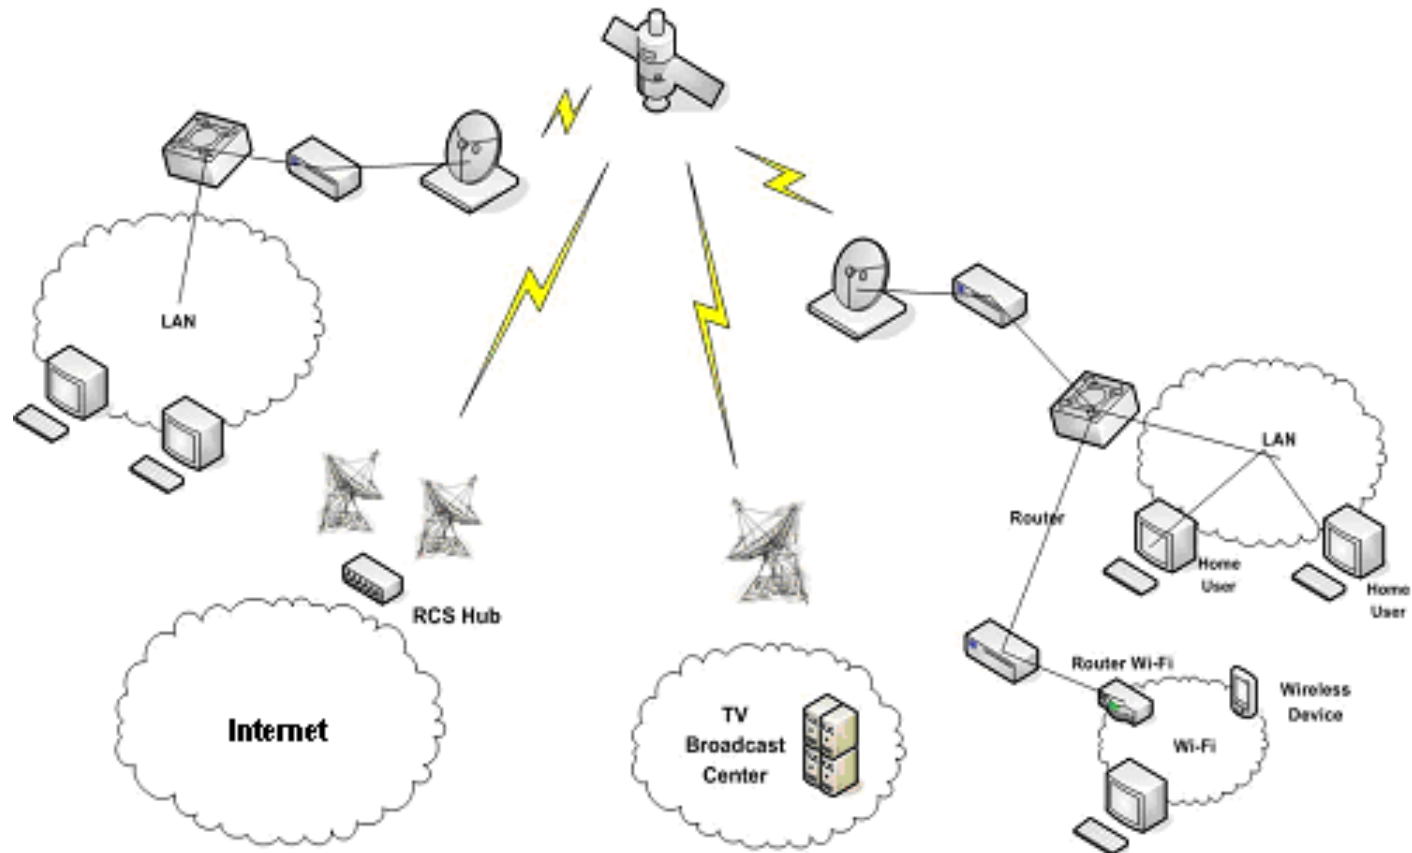 LAN
LAN
Router
Home
User
Home
User
RCS Hub
Router Wi-Fi
Wireless
Device
Internet
TV
Broadcast
Center
Wi-Fi